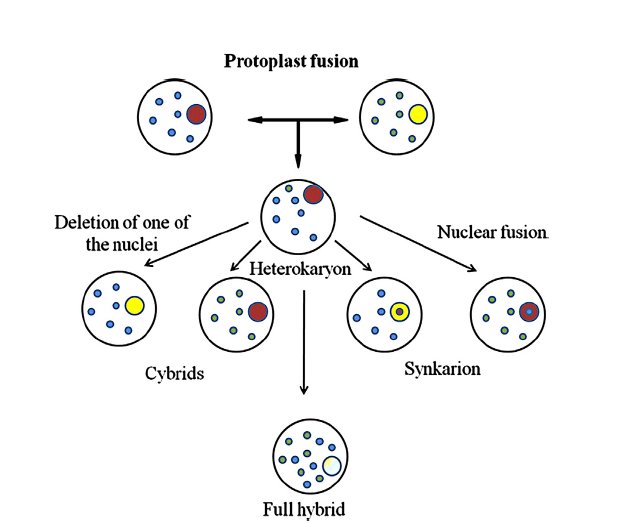 Protoplast fusion
Deletion of one of
the nuclei
Nuclear fusion.
Heterokaryon
Cybrids
Synkarion
Full hybrid